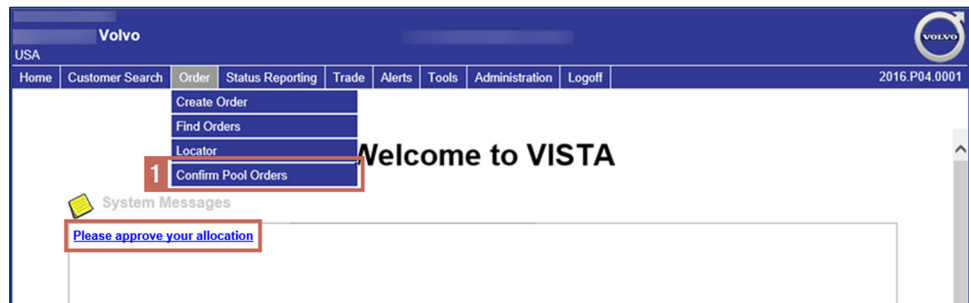 Volvo
USA
VOLVO
Home Customer Search Order Status Reporting Trade Alerts Tools Administration Logoff 2016.P04.0001
Create Order
Find Orders
Locator
Welcome to VISTA
1 Confirm Pool Orders
System Messages
Please approve your allocation